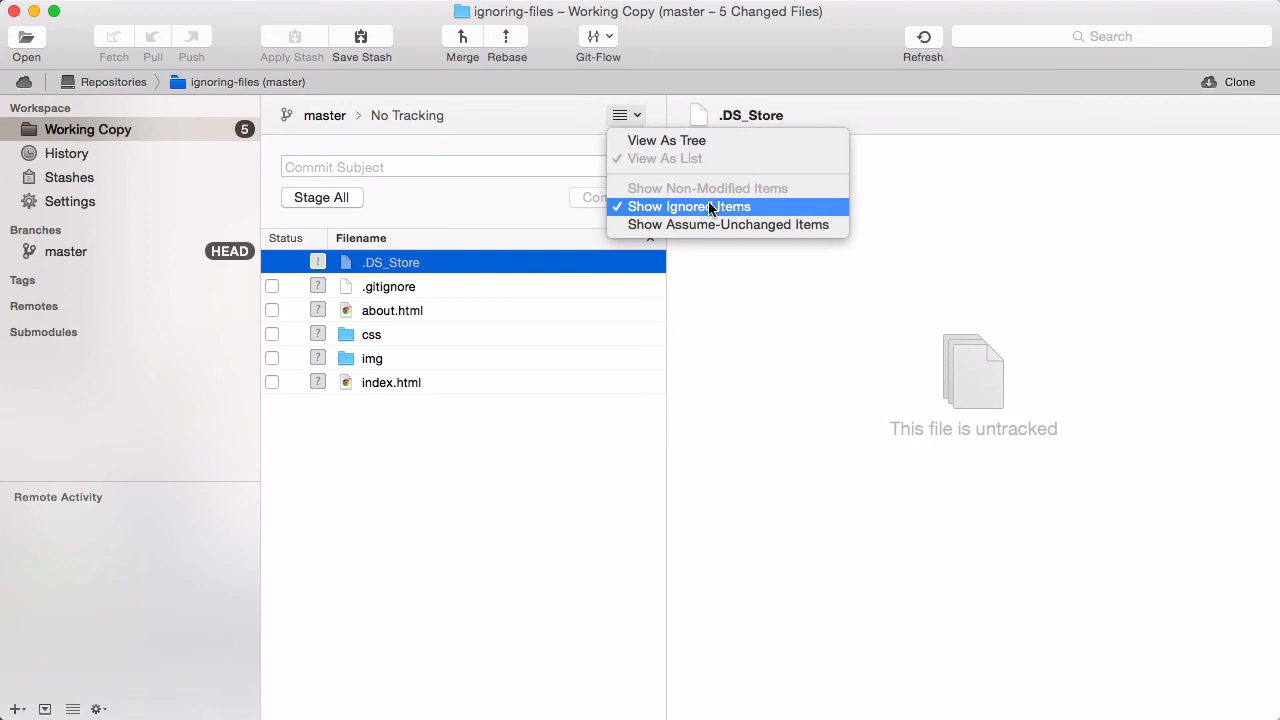 ignoring-files – Working Copy (master – 5 Changed Files)
Open
Fetch
Pull
Push
Apply Stash
Save Stash
Merge
Rebase
Git-Flow
Refresh
Search
Repositories
ignoring-files (master)
Clone
Workspace
Working Copy 5
History
Stashes
Settings
Branches
master HEAD
Tags
Remotes
Submodules
Remote Activity
master > No Tracking
Commit Subject
Stage All
Status Filename
! .DS_Store
? .gitignore
? about.html
? css
? img
? index.html
View As Tree
✓ View As List
Show Non-Modified Items
✓ Show Ignored Items
Show Assume-Unchanged Items
.DS_Store
This file is untracked